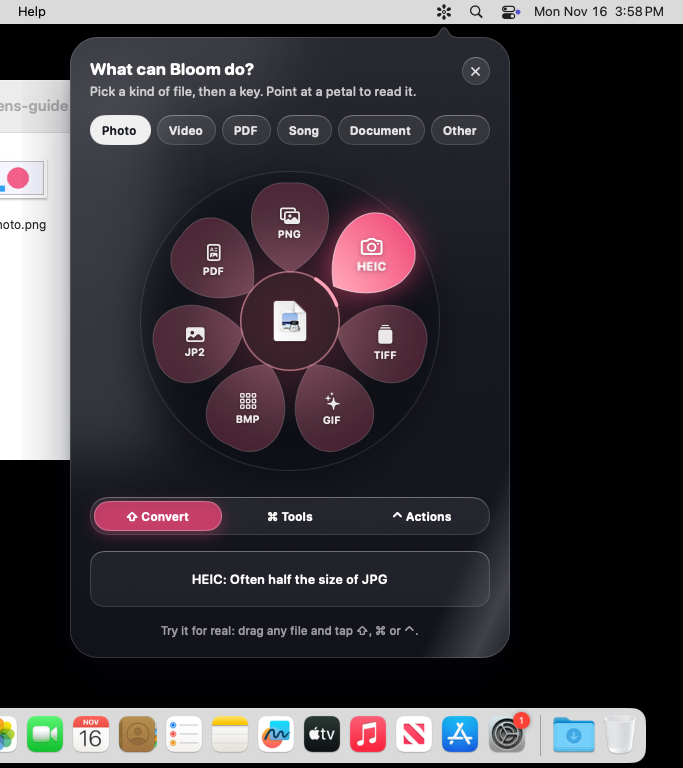 Help
Mon Nov 16 3:58 PM
ens-guide
hoto.png
What can Bloom do?
Pick a kind of file, then a key. Point at a petal to read it.
Photo
Video
PDF
Song
Document
Other
PNG
HEIC
PDF
JP2
TIFF
BMP
GIF
⇧ Convert
⌘ Tools
⌃ Actions
HEIC: Often half the size of JPG
Try it for real: drag any file and tap ⇧, ⌘ or ⌃.
NOV
16
tv
1